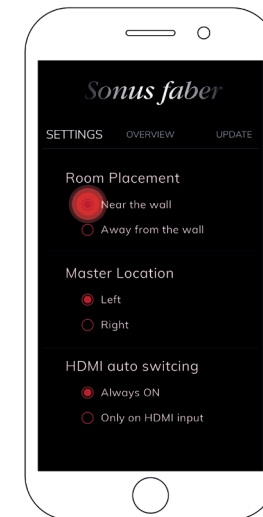 Sonus faber
SETTINGS OVERVIEW UPDATE
Room Placement
Near the wall
Away from the wall
Master Location
Left
Right
HDMI auto switcing
Always ON
Only on HDMI input